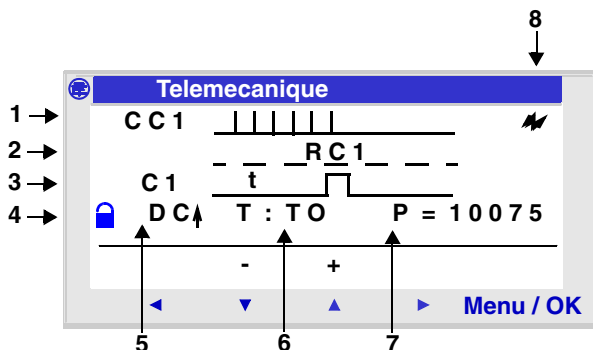 8
Telemecanique
1 CC1
2 RC1
3 C1 t
4 DC T : TO P = 10075
- +
Menu / OK
5 6 7